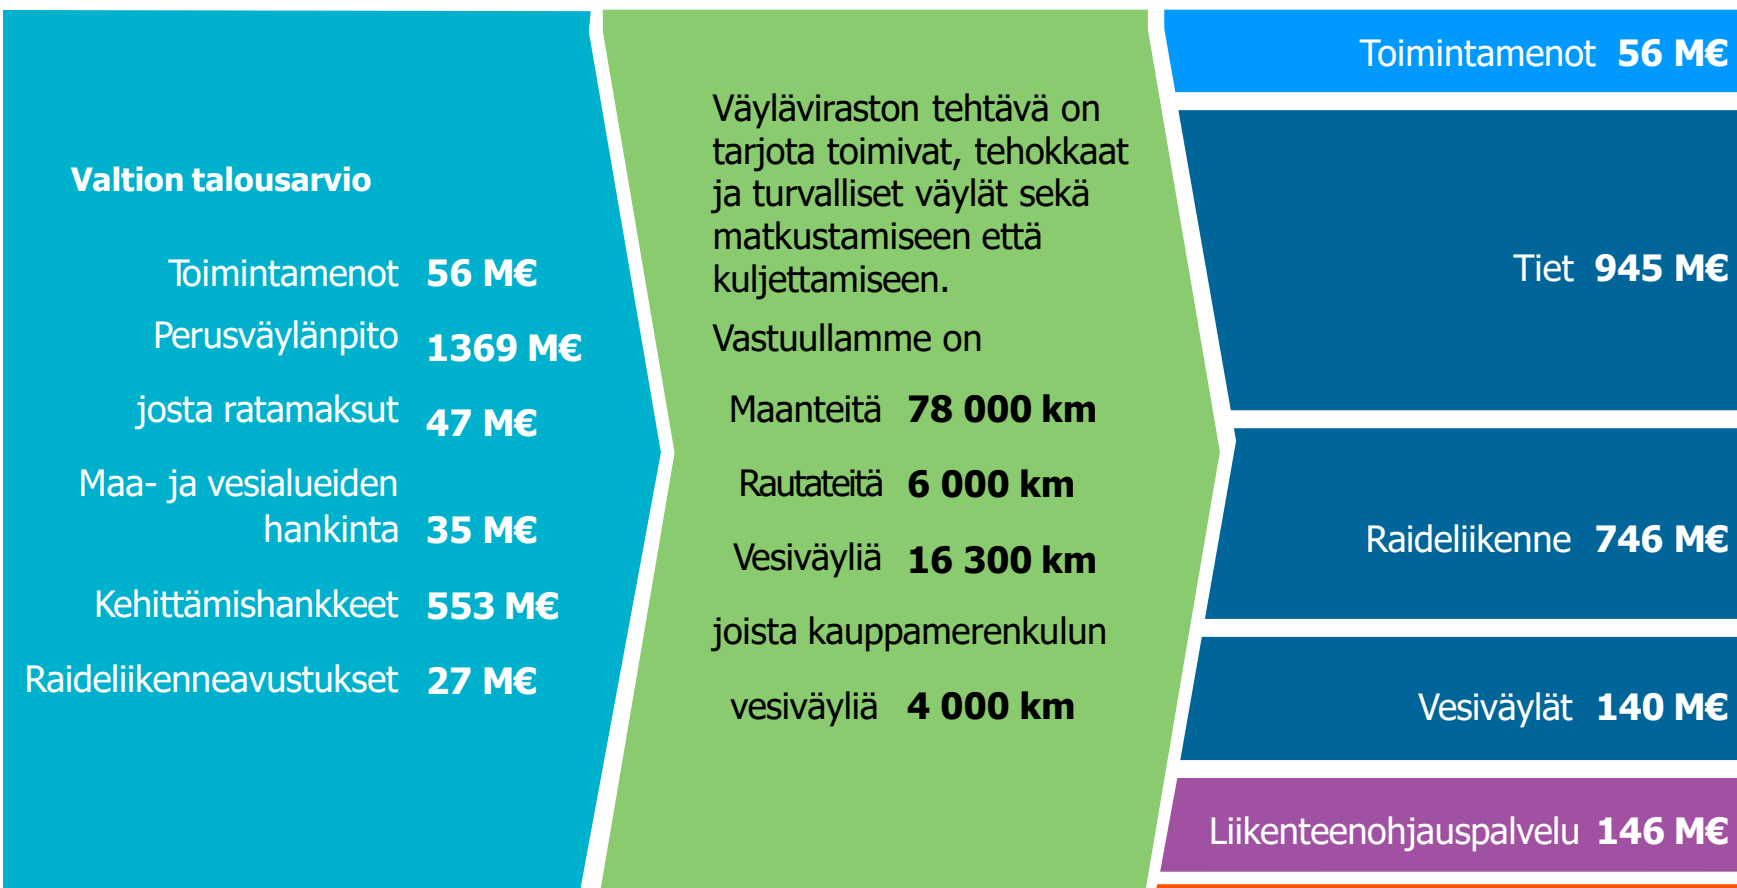 Valtion talousarvio
Toimintamenot 56 M€
Perusväylänpito 1369 M€
josta ratamaksut 47 M€
Maa- ja vesialueiden
hankinta 35 M€
Kehittämishankkeet 553 M€
Raideliikenneavustukset 27 M€
Väyläviraston tehtävä on
tarjota toimivat, tehokkaat
ja turvalliset väylät sekä
matkustamiseen että
kuljettamiseen.
Vastuullamme on
Maanteitä 78 000 km
Rautateitä 6 000 km
Vesiväyliä 16 300 km
joista kauppamerenkulun
vesiväyliä 4 000 km
Toimintamenot 56 M€
Tiet 945 M€
Raideliikenne 746 M€
Vesiväylät 140 M€
Liikenteenohjauspalvelu 146 M€